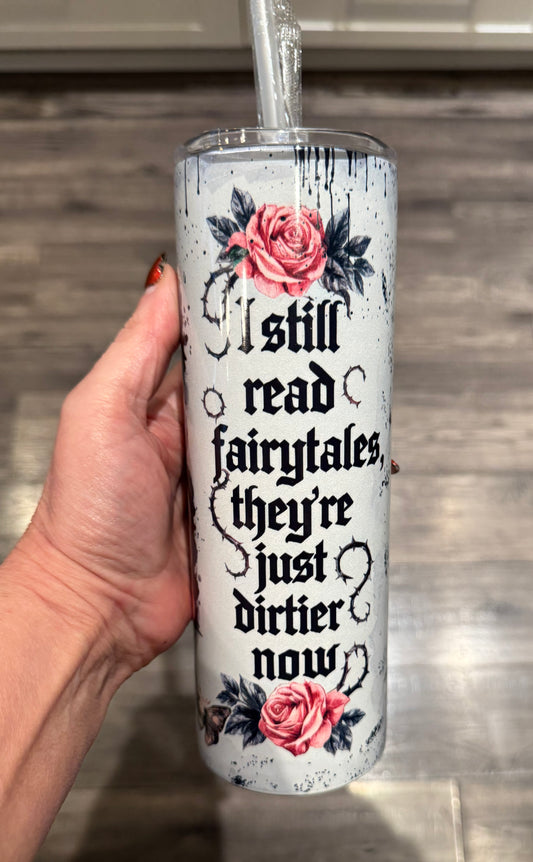 I still
read
fairytales,
they're
just
dirtier
now